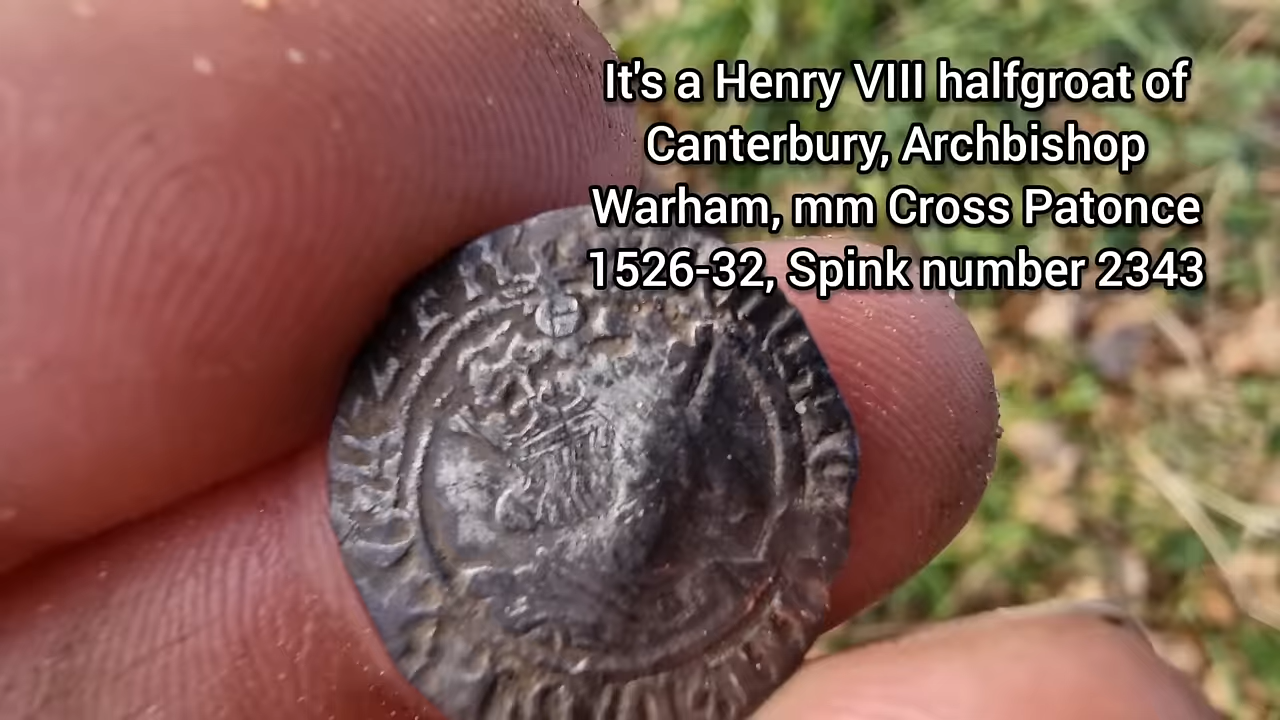 It's a Henry VIII halfgroat of
Canterbury, Archbishop
Warham, mm Cross Patonce
1526-32, Spink number 2343